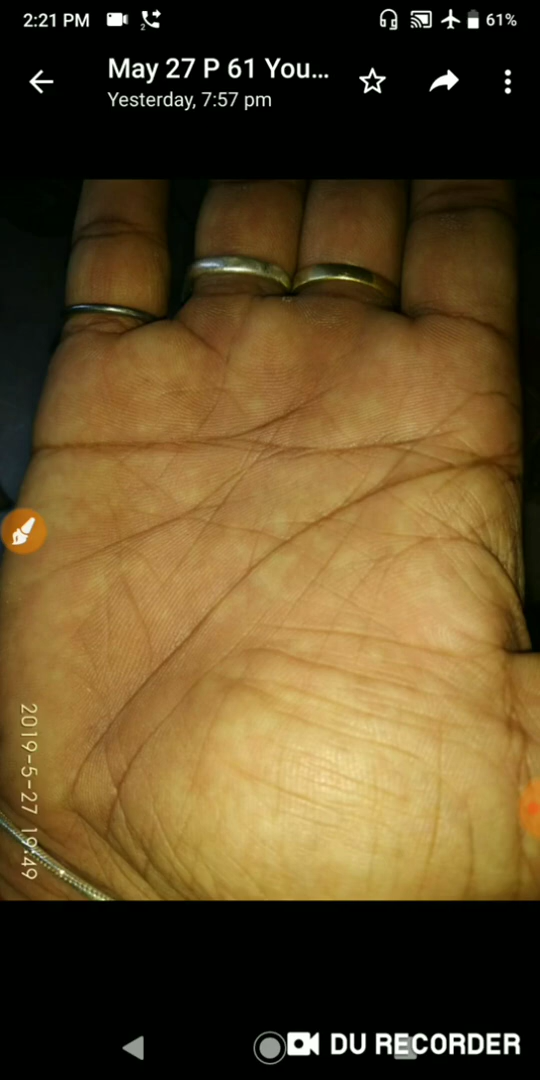 2:21 PM
2
61%
May 27 P 61 You...
Yesterday, 7:57 pm
2019-5-27 19:49
DU RECORDER